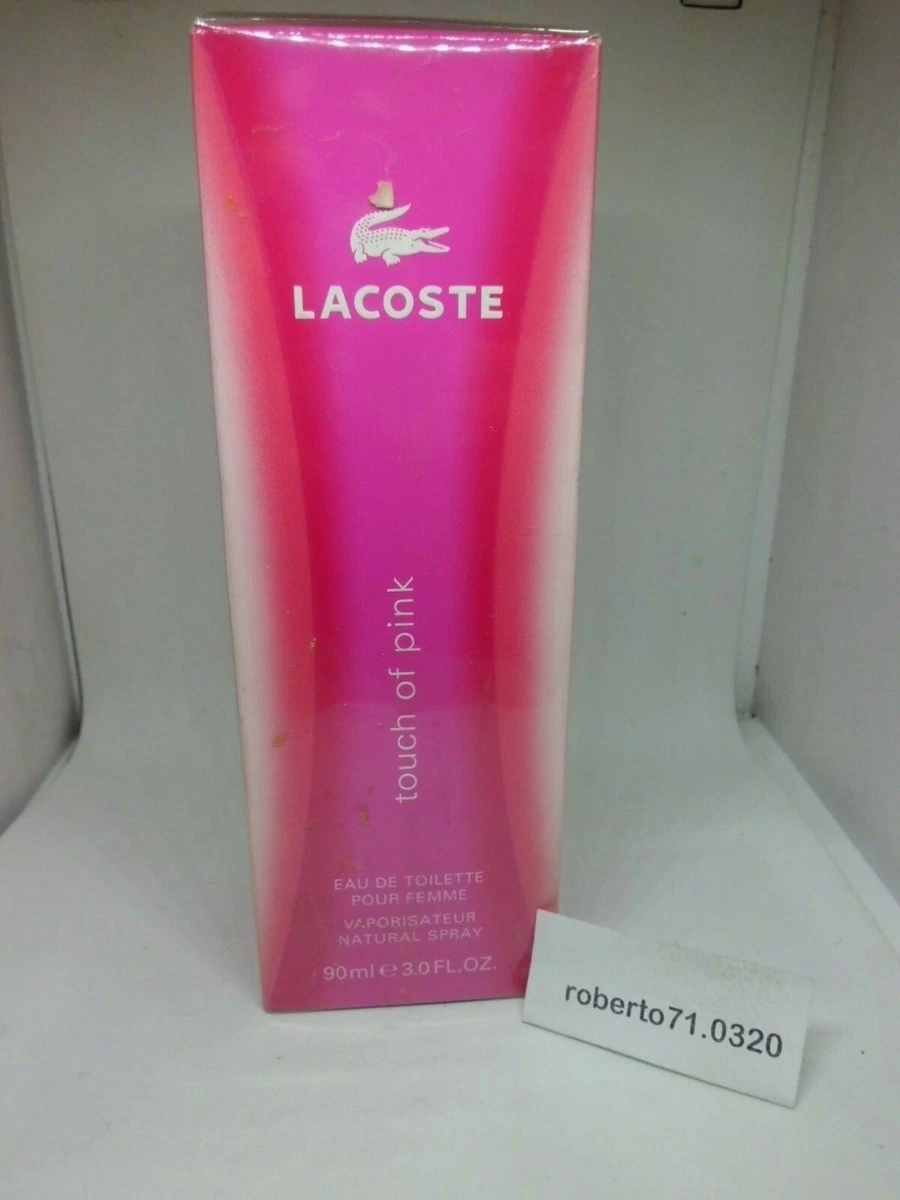 LACOSTE
touch of pink
EAU DE TOILETTE
POUR FEMME
VAPORISATEUR
NATURAL SPRAY
90ml e 3.0 FL.OZ.
roberto71.0320